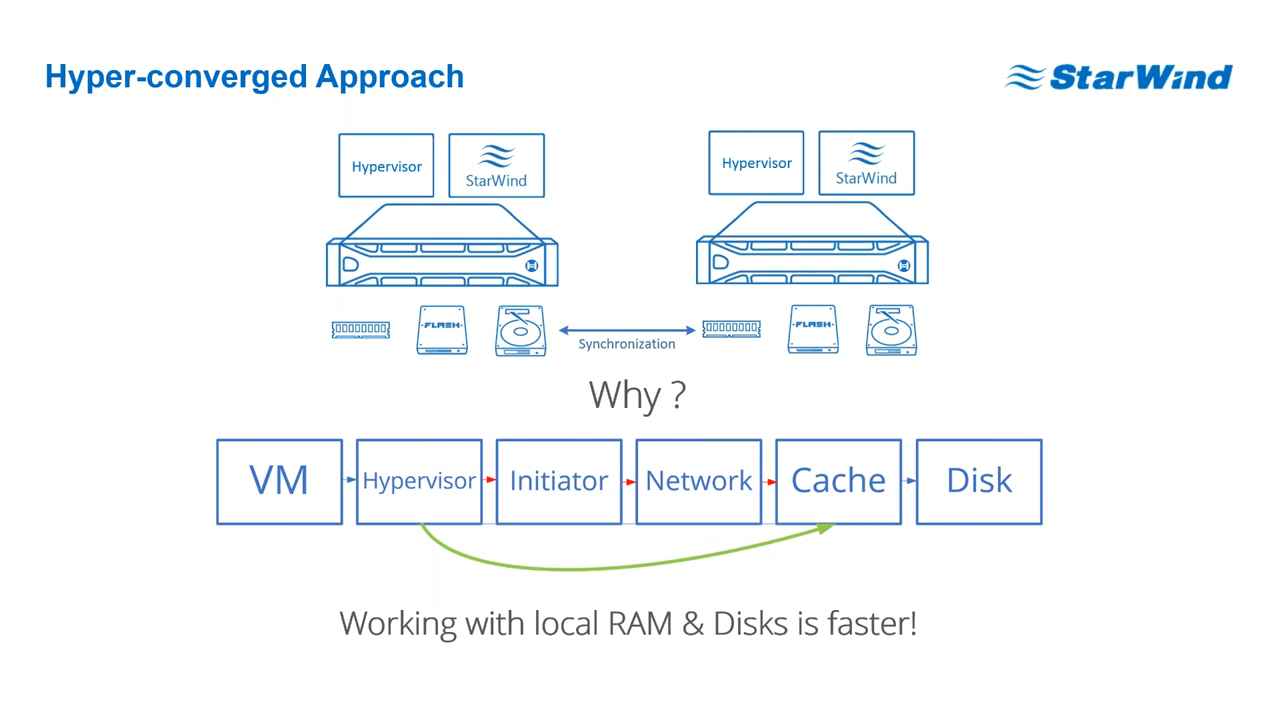 Hyper-converged Approach
StarWind
Hypervisor
StarWind
Hypervisor
StarWind
FLASH
Synchronization
FLASH
Why ?
VM
Hypervisor
Initiator
Network
Cache
Disk
Working with local RAM & Disks is faster!